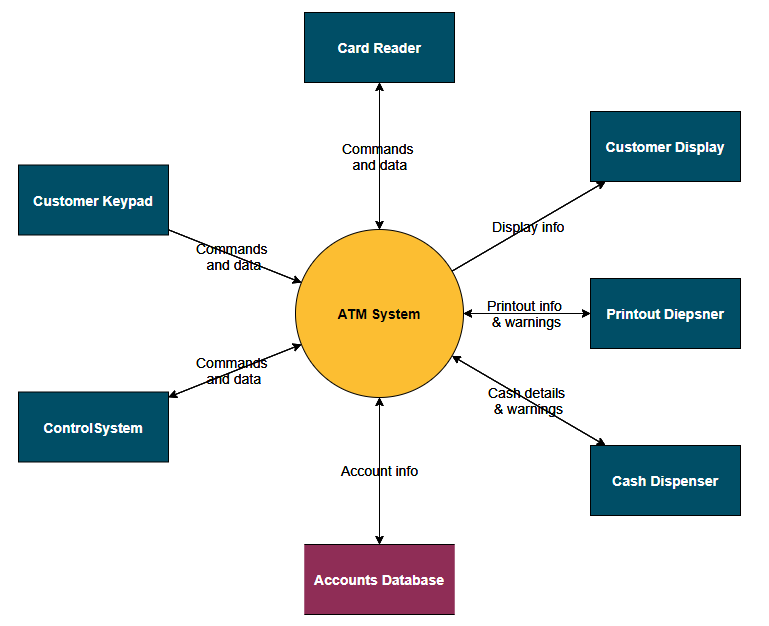 Card Reader
Commands
and data
Customer Display
Customer Keypad
Display info
Commands
and data
ATM System
Printout info
& warnings
Printout Diepsner
Commands
and data
Cash details
& warnings
ControlSystem
Account info
Cash Dispenser
Accounts Database